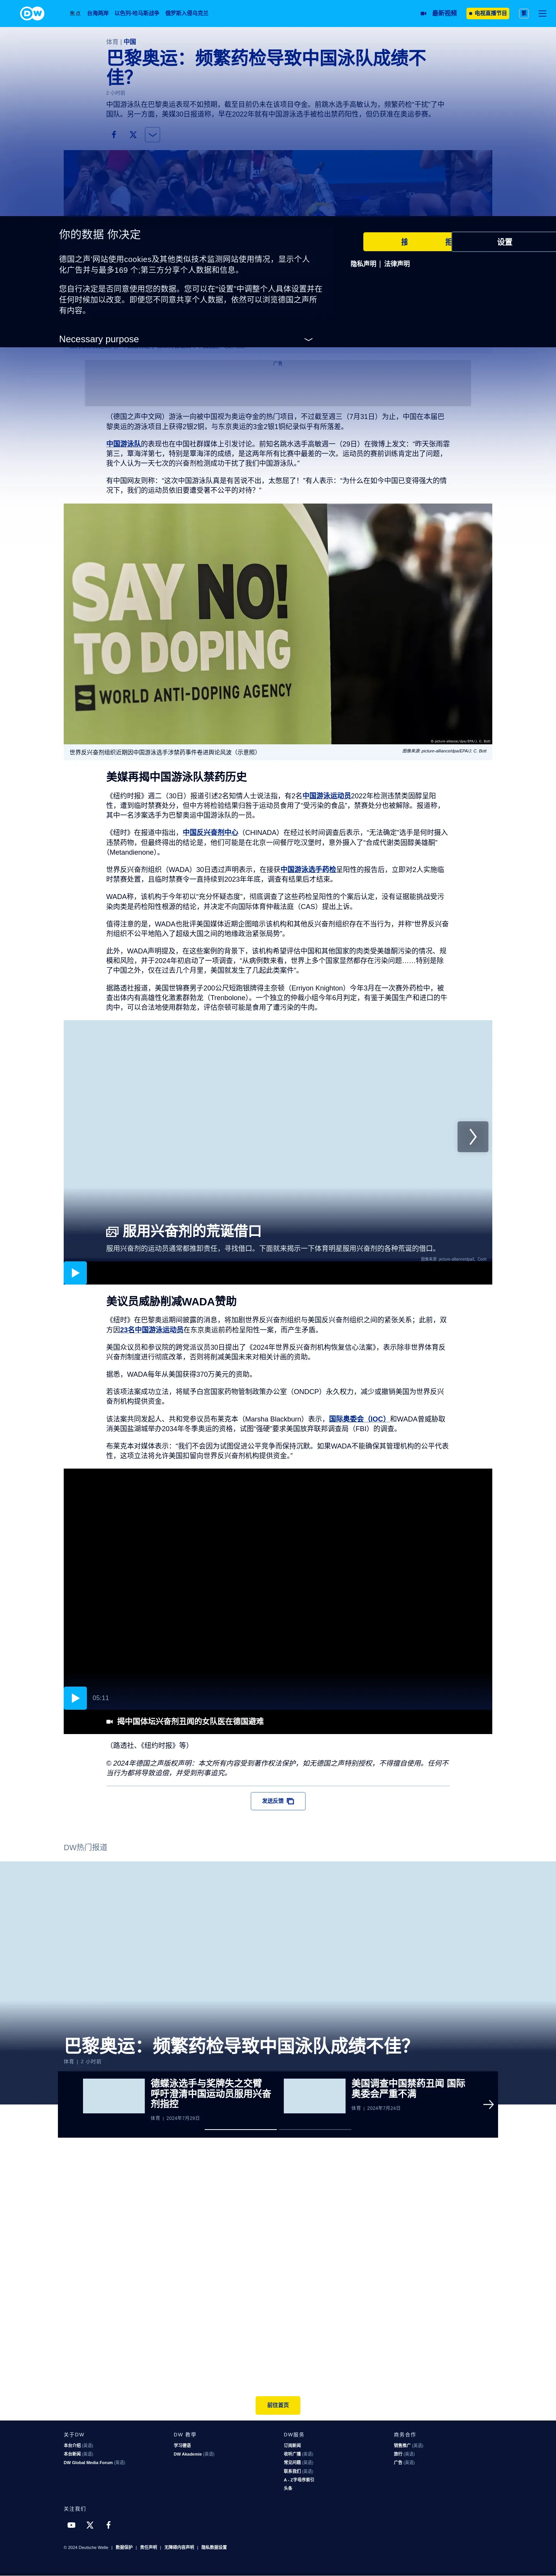 DW
焦点 台海两岸 以色列-哈马斯战争 俄罗斯入侵乌克兰
最新视频 电视直播节目 繁
体育 | 中国
巴黎奥运：频繁药检导致中国泳队成绩不
佳？
2 小时前
中国游泳队在巴黎奥运表现不如预期，截至目前仍未在该项目夺金。前跳水选手高敏认为，频繁药检"干扰"了中
国队。另一方面，美媒30日报道称，早在2022年就有中国游泳选手被检出禁药阳性，但仍获准在奥运参赛。
你的数据 你决定
德国之声'网站使用cookies及其他类似技术监测网站使用情况，显示个人
化广告并与最多169 个;第三方分享个人数据和信息。
您自行决定是否同意使用您的数据。您可以在"设置"中调整个人具体设置并在
任何时候加以改变。即便您不同意共享个人数据，依然可以浏览德国之声所
有内容。
Necessary purpose
设置
隐私声明 | 法律声明
广告
（德国之声中文网）游泳一向被中国视为奥运夺金的热门项目，不过截至週三（7月31日）为止，中国在本届巴
黎奥运的游泳项目上获得2银2铜，与东京奥运的3金2银1铜纪录似乎有所落差。
中国游泳队的表现也在中国社群媒体上引发讨论。前知名跳水选手高敏週一（29日）在微博上发文："昨天张雨霏
第三，覃海洋第七，特别是覃海洋的成绩，是这两年所有比赛中最差的一次。运动员的赛前训练肯定出了问题，
我个人认为一天七次的兴奋剂检测成功干扰了我们中国游泳队。"
有中国网友则称："这次中国游泳队真是有苦说不出，太憋屈了！"有人表示："为什么在如今中国已变得强大的情
况下，我们的运动员依旧要遭受著不公平的对待？"
SAY NO!
TO DOPING
WORLD ANTI-DOPING AGENCY
© picture-alliance/dpa/EPA/J. C. Bott
世界反兴奋剂组织近期因中国游泳选手涉禁药事件卷进舆论风波（示意照）
图像来源: picture-alliance/dpa/EPA/J. C. Bott
美媒再揭中国游泳队禁药历史
《纽约时报》週二（30日）报道引述2名知情人士说法指，有2名中国游泳运动员2022年检测违禁类固醇呈阳
性，遭到临时禁赛处分，但中方将检验结果归咎于运动员食用了"受污染的食品"，禁赛处分也被解除。报道称，
其中一名涉案选手为巴黎奥运中国游泳队的一员。
《纽时》在报道中指出，中国反兴奋剂中心（CHINADA）在经过长时间调查后表示，"无法确定"选手是何时摄入
违禁药物，但最终得出的结论是，他们可能是在北京一间餐厅吃汉堡时，意外摄入了"合成代谢类固醇美雄酮"
（Metandienone）。
世界反兴奋剂组织（WADA）30日透过声明表示，在接获中国游泳选手药检呈阳性的报告后，立即对2人实施临
时禁赛处置，且临时禁赛令一直持续到2023年年底，调查有结果后才结束。
WADA称，该机构于今年初以"充分怀疑态度"，彻底调查了这些药检呈阳性的个案后认定，没有证据能挑战受污
染肉类是药检阳性根源的结论，并决定不向国际体育仲裁法庭（CAS）提出上诉。
值得注意的是，WADA也批评美国媒体近期企图暗示该机构和其他反兴奋剂组织存在不当行为，并称"世界反兴奋
剂组织不公平地陷入了超级大国之间的地缘政治紧张局势"。
此外，WADA声明提及，在这些案例的背景下，该机构希望评估中国和其他国家的肉类受美雄酮污染的情况、规
模和风险，并于2024年初启动了一项调查，"从病例数来看，世界上多个国家显然都存在污染问题……特别是除
了中国之外，仅在过去几个月里，美国就发生了几起此类案件"。
据路透社报道，美国世锦赛男子200公尺短跑银牌得主奈顿（Erriyon Knighton）今年3月在一次赛外药检中，被
查出体内有高雄性化激素群勃龙（Trenbolone）。一个独立的仲裁小组今年6月判定，有鉴于美国生产和进口的牛
肉中，可以合法地使用群勃龙，评估奈顿可能是食用了遭污染的牛肉。
服用兴奋剂的荒诞借口
服用兴奋剂的运动员通常都推卸责任，寻找借口。下面就来揭示一下体育明星服用兴奋剂的各种荒诞的借口。
美议员威胁削减WADA赞助
《纽时》在巴黎奥运期间披露的消息，将加剧世界反兴奋剂组织与美国反兴奋剂组织之间的紧张关系；此前，双
方因23名中国游泳运动员在东京奥运前药检呈阳性一案，而产生矛盾。
美国众议员和参议院的跨党派议员30日提出了《2024年世界反兴奋剂机构恢复信心法案》，表示除非世界体育反
兴奋剂制度进行彻底改革，否则将削减美国未来对相关计画的资助。
据悉，WADA每年从美国获得370万美元的资助。
若该项法案成功立法，将赋予白宫国家药物管制政策办公室（ONDCP）永久权力，减少或撤销美国为世界反兴
奋剂机构提供资金。
该法案共同发起人、共和党参议员布莱克本（Marsha Blackburn）表示，国际奥委会（IOC）和WADA曾威胁取
消美国盐湖城举办2034年冬季奥运的资格，试图"强硬"要求美国放弃联邦调查局（FBI）的调查。
布莱克本对媒体表示："我们不会因为试图促进公平竞争而保持沉默。如果WADA不能确保其管理机构的公平代表
性，这项立法将允许美国扣留向世界反兴奋剂机构提供资金。"
05:11
揭中国体坛兴奋剂丑闻的女队医在德国避难
（路透社、《纽约时报》等）
© 2024年德国之声版权声明：本文所有内容受到著作权法保护，如无德国之声特别授权，不得擅自使用。任何不
当行为都将导致追偿，并受到刑事追究。
发送反馈
DW热门报道
巴黎奥运：频繁药检导致中国泳队成绩不佳？
体育 | 2 小时前
德蝶泳选手与奖牌失之交臂
呼吁澄清中国运动员服用兴奋
剂指控
体育 | 2024年7月28日
美国调查中国禁药丑闻 国际
奥委会严重不满
体育 | 2024年7月24日
前往首页
关于DW
本台介绍 (英语)
本台新闻 (英语)
DW Global Media Forum (英语)
DW 教学
学习德语
DW Akademie (英语)
DW服务
订阅新闻
收听广播 (英语)
常见问题 (英语)
联系我们 (英语)
A - Z字母序索引
头条
商务合作
销售推广 (英语)
旅行 (英语)
广告 (英语)
关注我们
© 2024 Deutsche Welle | 数据保护 | 责任声明 | 无障碍内容声明 | 隐私数据设置